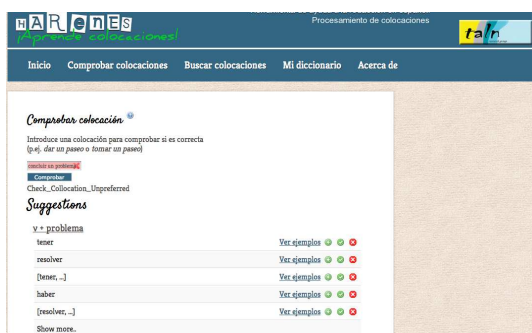 HARenES
¡Aprende colocaciones!
Procesamiento de colocaciones
taln
Inicio Comprobar colocaciones Buscar colocaciones Mi diccionario Acerca de
Comprobar colocación
Introduce una colocación para comprobar si es correcta
(p.ej. dar un paseo o tomar un paseo)
concluir un problema
Comprobar
Check_Collocation_Unpreferred
Suggestions
v + problema
tener Ver ejemplos
resolver Ver ejemplos
[tener, ...] Ver ejemplos
haber Ver ejemplos
[resolver, ...] Ver ejemplos
Show more..